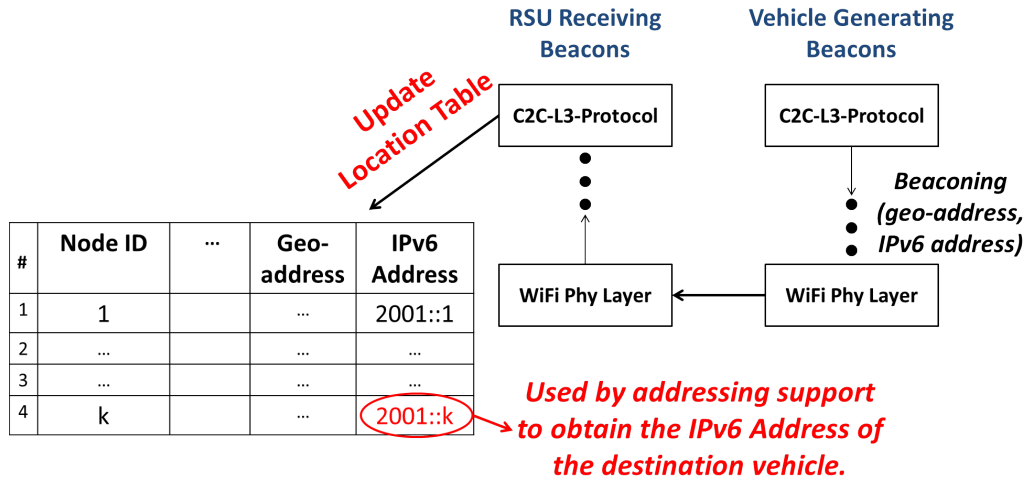 RSU Receiving
Beacons
Vehicle Generating
Beacons
Update
Location Table
C2C-L3-Protocol
C2C-L3-Protocol
Beaconing
(geo-address,
IPv6 address)
WiFi Phy Layer
WiFi Phy Layer
# Node ID ... Geo-address IPv6 Address
1 1 ... 2001::1
2 ... ... ...
3 ... ... ...
4 k ... 2001::k
Used by addressing support
to obtain the IPv6 Address of
the destination vehicle.